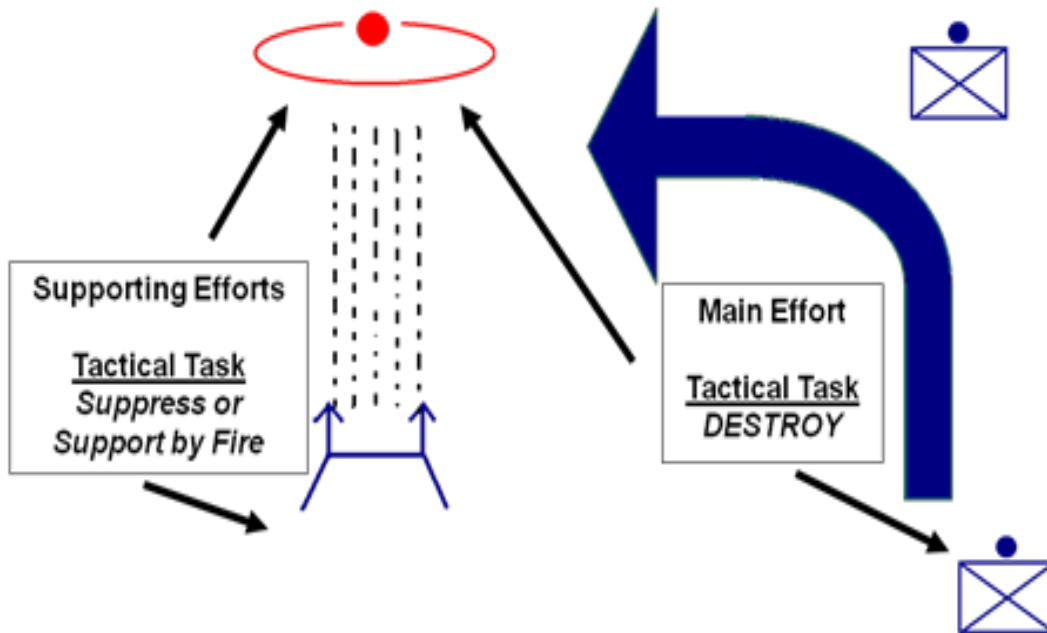 Supporting Efforts
Tactical Task
Suppress or
Support by Fire
Main Effort
Tactical Task
DESTROY